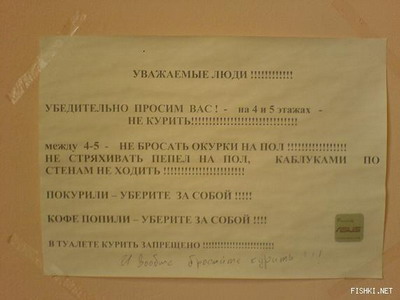 УВАЖАЕМЫЕ ЛЮДИ !!!!!!!!!!!!
УБЕДИТЕЛЬНО ПРОСИМ ВАС ! - на 4 и 5 этажах -
НЕ КУРИТЬ!!!!!!!!!!!!!!!!!!!!!!!!!!!!!!
между 4-5 - НЕ БРОСАТЬ ОКУРКИ НА ПОЛ !!!!!!!!!!!!!!!!!
НЕ СТРЯХИВАТЬ ПЕПЕЛ НА ПОЛ, КАБЛУКАМИ ПО
СТЕНАМ НЕ ХОДИТЬ !!!!!!!!!!!!!!!!!!!!!!!
ПОКУРИЛИ – УБЕРИТЕ ЗА СОБОЙ !!!!!
КОФЕ ПОПИЛИ – УБЕРИТЕ ЗА СОБОЙ !!!!
В ТУАЛЕТЕ КУРИТЬ ЗАПРЕЩЕНО !!!!!!!!!!!!!!!!!!!!!
И вообще бросайте курить !!!
ASUS
FISHKI.NET